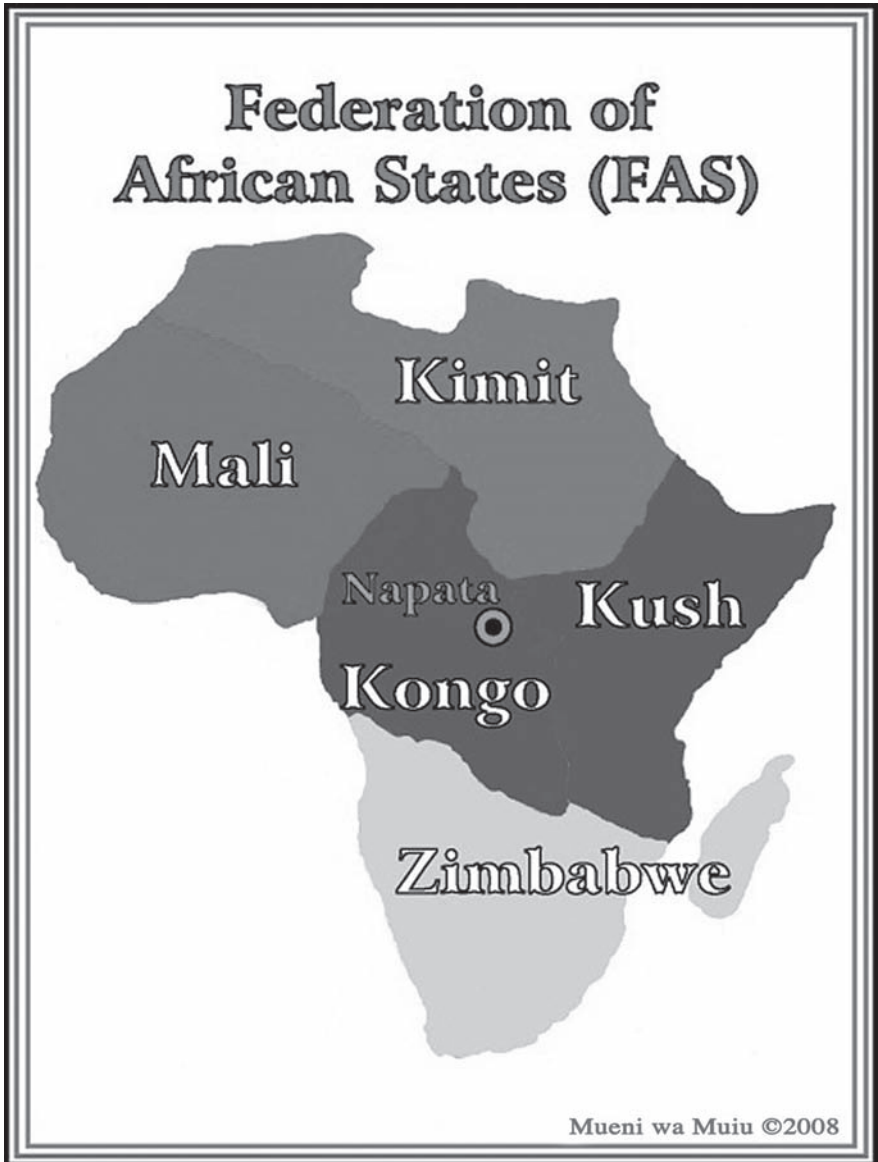 Federation of
African States (FAS)
Kimit
Mali
Napata
Kush
Kongo
Zimbabwe
Mueni wa Muiu ©2008